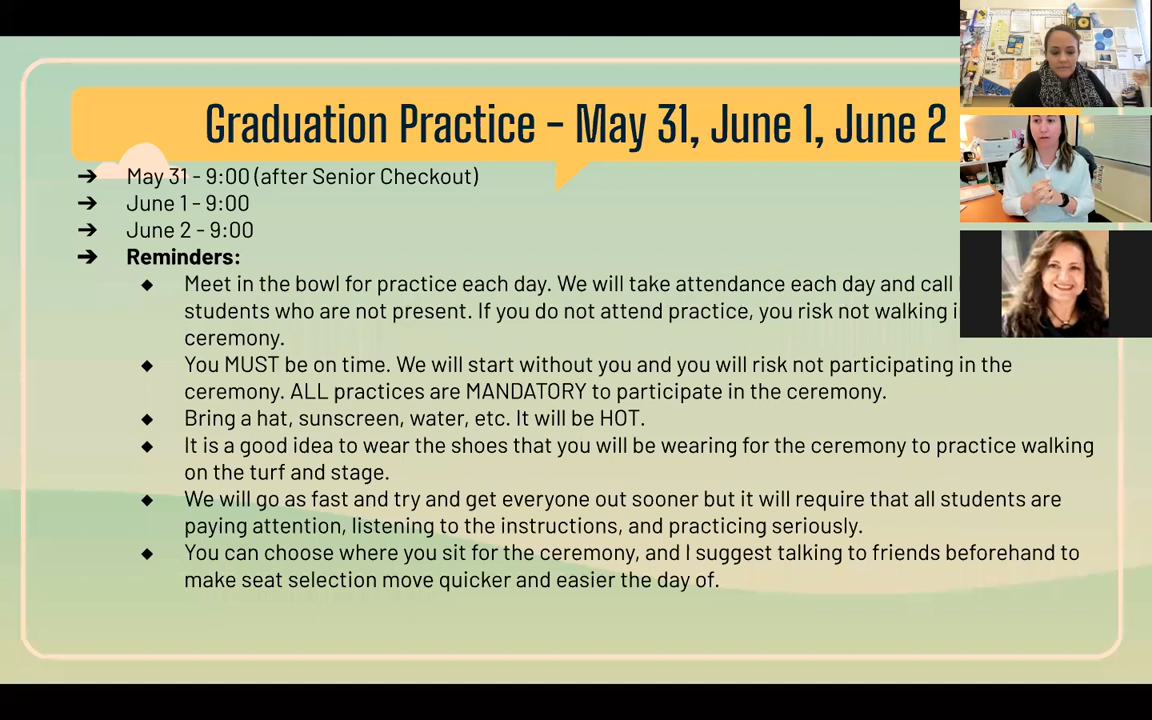 Graduation Practice - May 31, June 1, June 2
➔ May 31 - 9:00 (after Senior Checkout)
➔ June 1 - 9:00
➔ June 2 - 9:00
➔ Reminders:
◆ Meet in the bowl for practice each day. We will take attendance each day and call
students who are not present. If you do not attend practice, you risk not walking
ceremony.
◆ You MUST be on time. We will start without you and you will risk not participating in the
ceremony. ALL practices are MANDATORY to participate in the ceremony.
◆ Bring a hat, sunscreen, water, etc. It will be HOT.
◆ It is a good idea to wear the shoes that you will be wearing for the ceremony to practice walking
on the turf and stage.
◆ We will go as fast and try and get everyone out sooner but it will require that all students are
paying attention, listening to the instructions, and practicing seriously.
◆ You can choose where you sit for the ceremony, and I suggest talking to friends beforehand to
make seat selection move quicker and easier the day of.